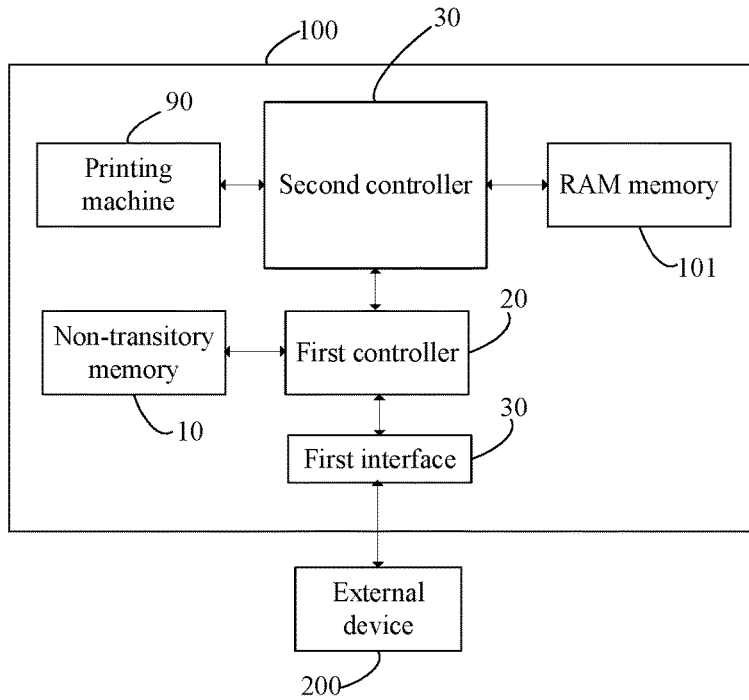 30
100
90
Printing
machine
Second controller
RAM memory
101
20
Non-transitory
memory
First controller
10
30
First interface
External
device
200